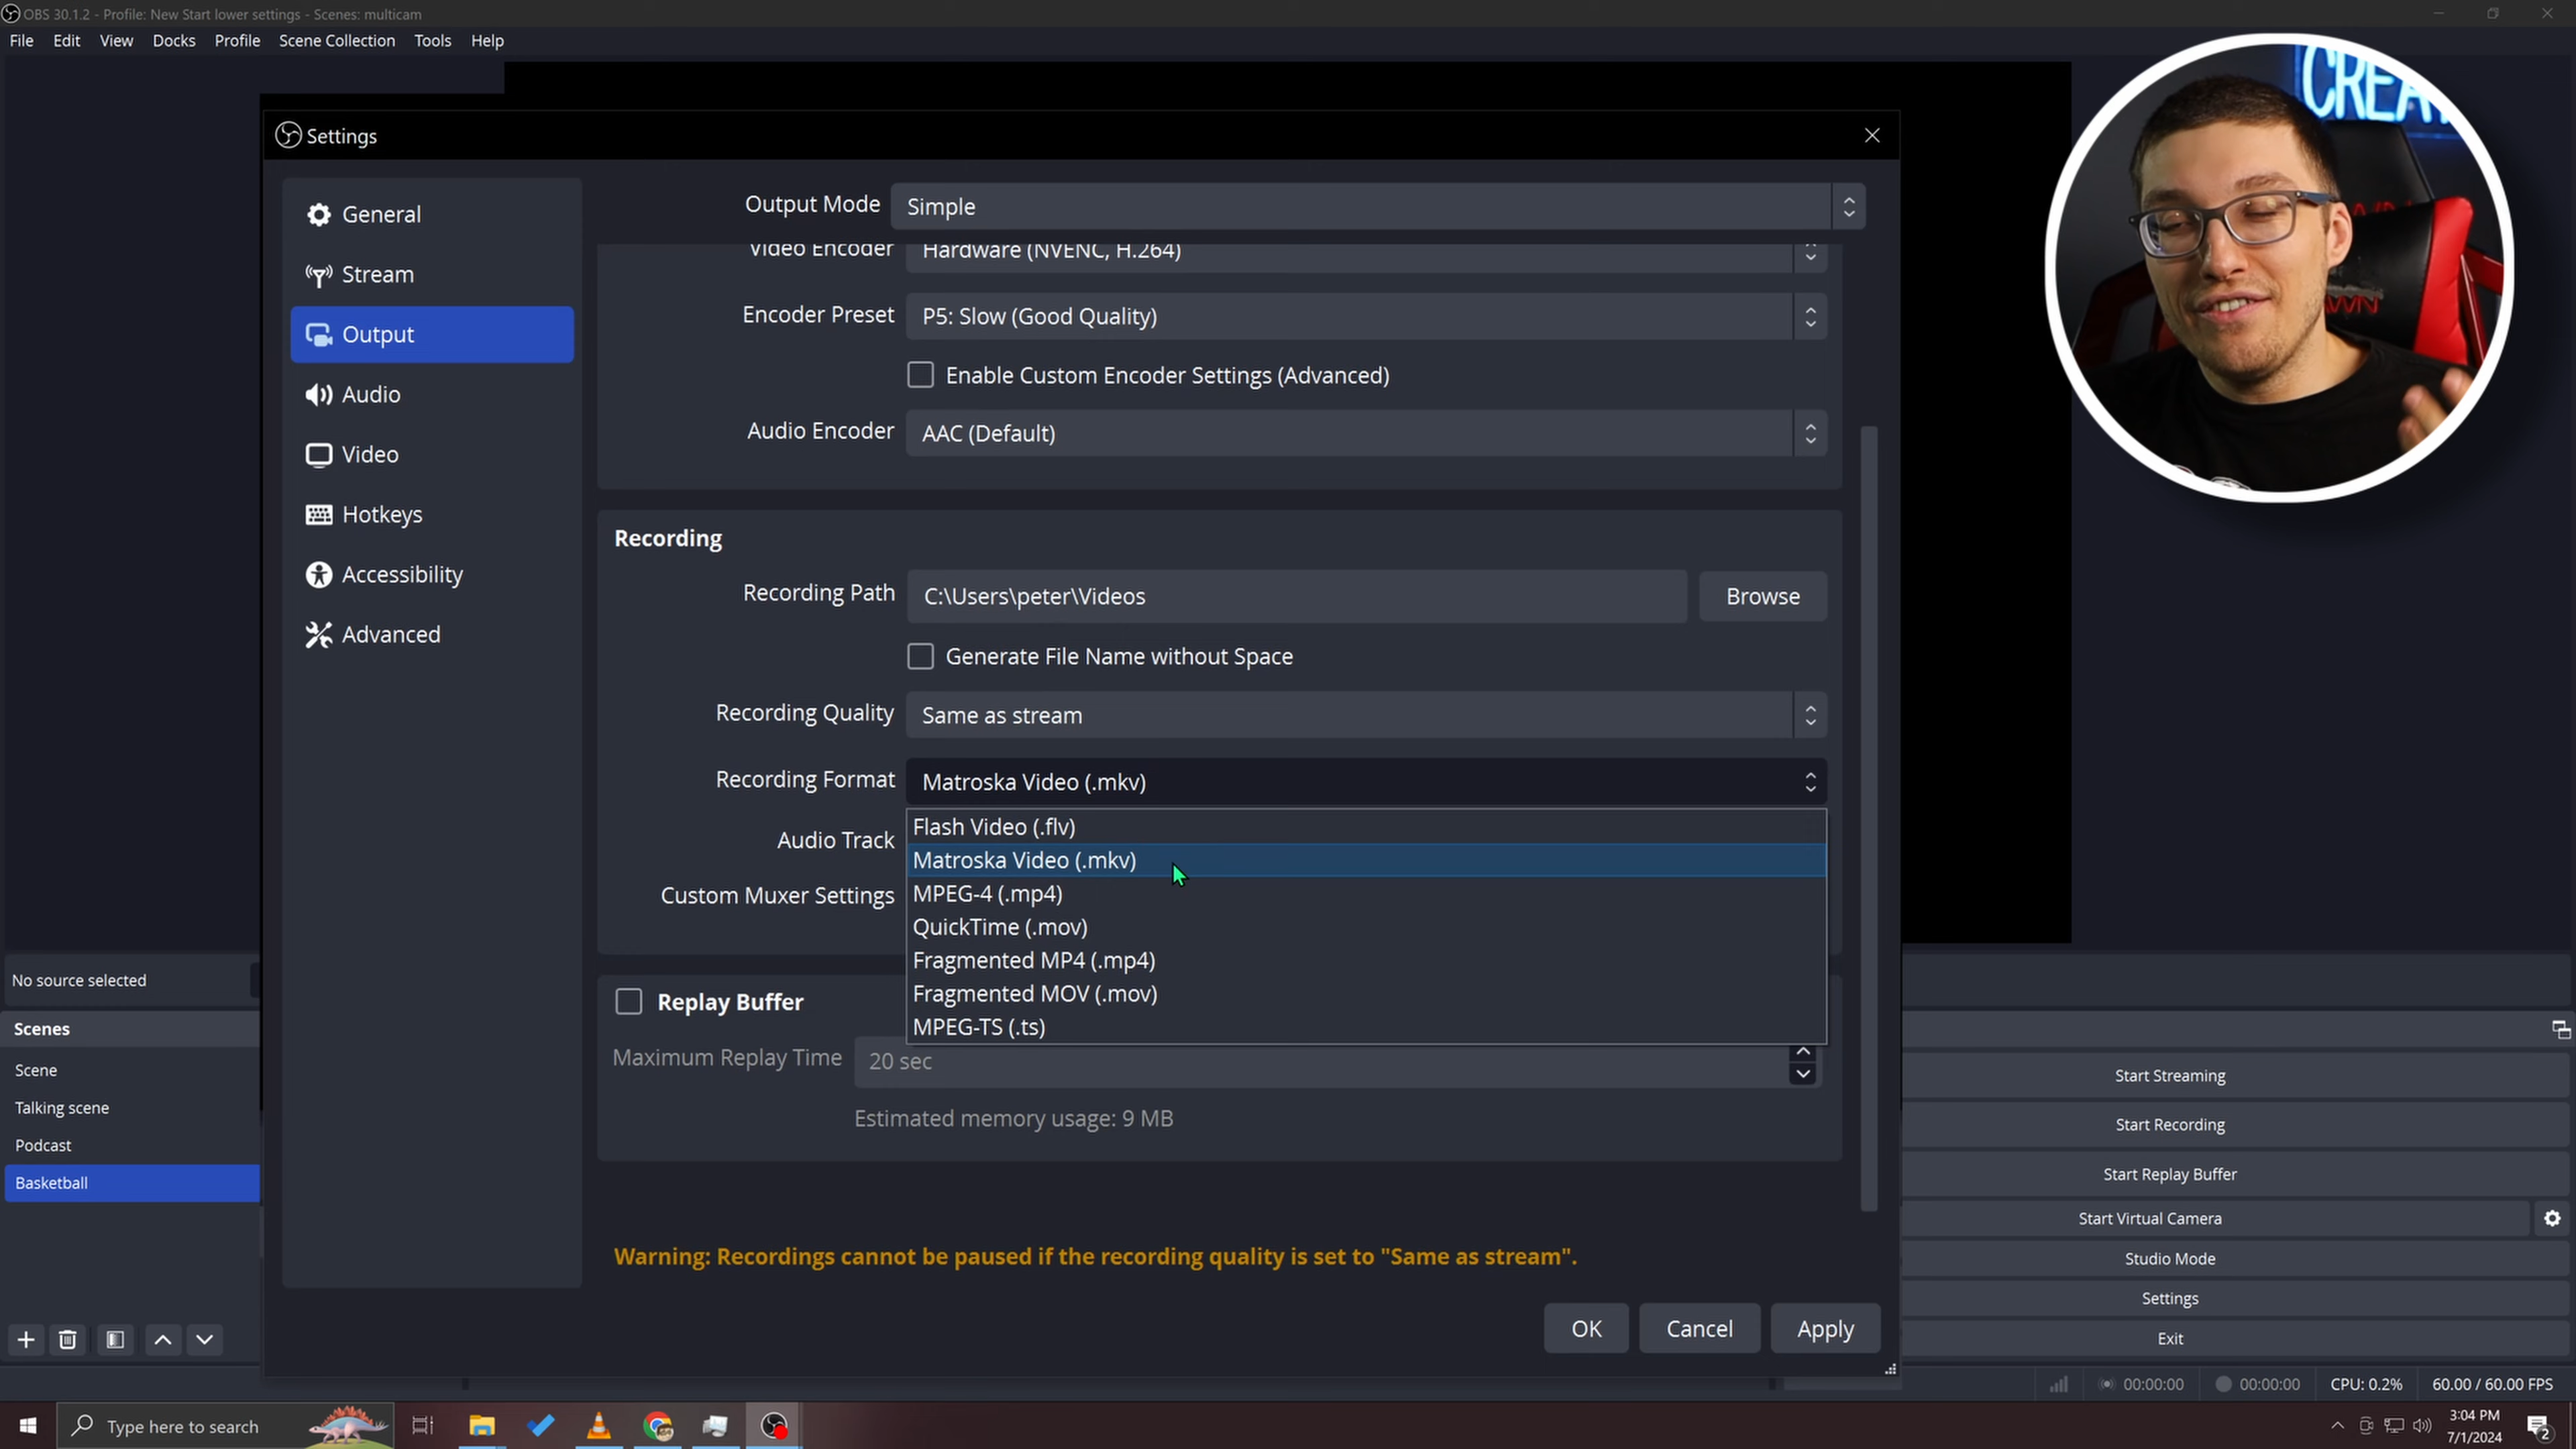 OBS 30.1.2 - Profile: New Start lower settings - Scenes: multicam
File Edit View Docks Profile Scene Collection Tools Help
CREA
Settings
General
Stream
Output
Audio
Video
Hotkeys
Accessibility
Advanced
Output Mode Simple
Video Encoder Hardware (NVENC, H.264)
Encoder Preset P5: Slow (Good Quality)
Enable Custom Encoder Settings (Advanced)
Audio Encoder AAC (Default)
Recording
Recording Path C:\Users\peter\Videos Browse
Generate File Name without Space
Recording Quality Same as stream
Recording Format Matroska Video (.mkv)
Audio Track
Custom Muxer Settings
Flash Video (.flv)
Matroska Video (.mkv)
MPEG-4 (.mp4)
QuickTime (.mov)
Fragmented MP4 (.mp4)
Fragmented MOV (.mov)
MPEG-TS (.ts)
Replay Buffer
Maximum Replay Time 20 sec
Estimated memory usage: 9 MB
Warning: Recordings cannot be paused if the recording quality is set to "Same as stream".
OK Cancel Apply
No source selected
Scenes
Scene
Talking scene
Podcast
Basketball
Start Streaming
Start Recording
Start Replay Buffer
Start Virtual Camera
Studio Mode
Settings
Exit
00:00:00 00:00:00 CPU: 0.2% 60.00 / 60.00 FPS
Type here to search
3:04 PM
7/1/2024
2